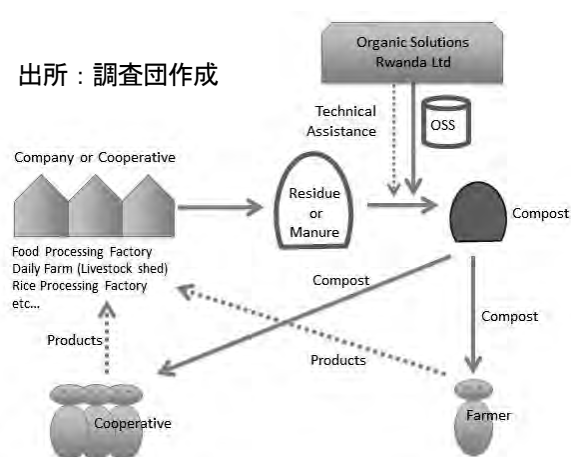 出所：調査団作成
Organic Solutions
Rwanda Ltd
Technical
Assistance
OSS
Company or Cooperative
Residue
or
Manure
Compost
Food Processing Factory
Daily Farm (Livestock shed)
Rice Processing Factory
etc...
Compost
Compost
Products
Products
Cooperative
Farmer